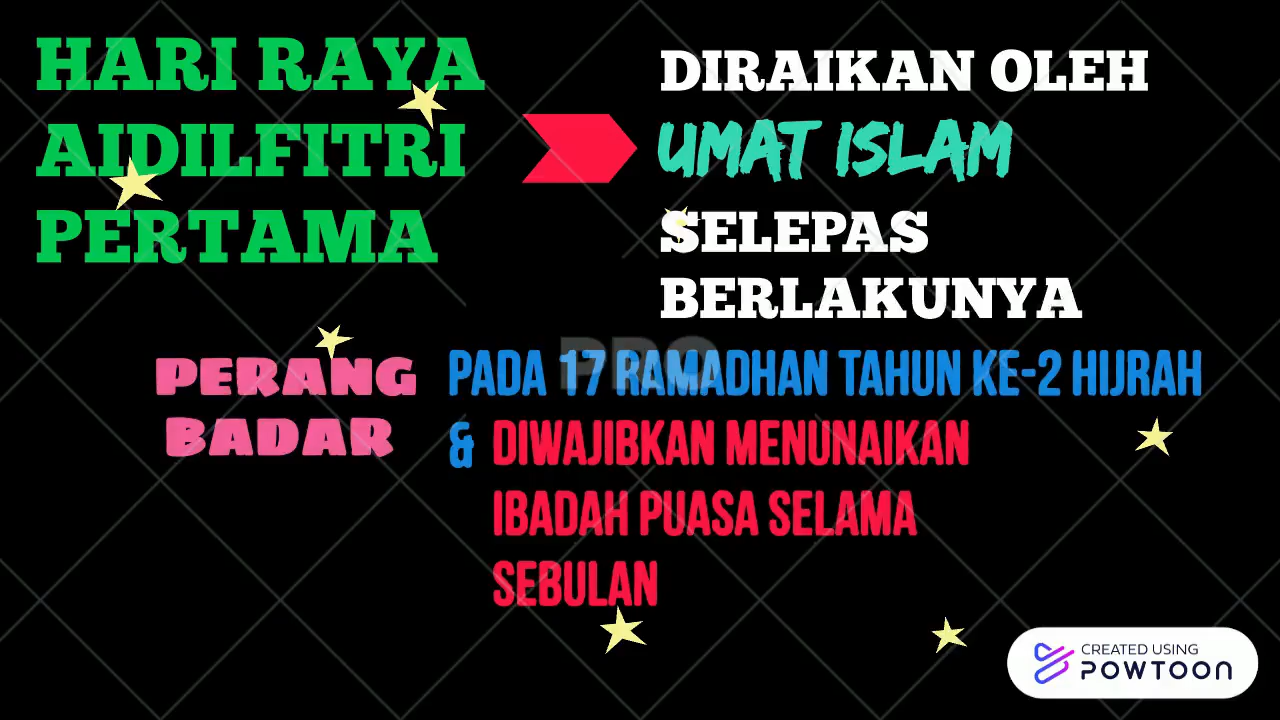 HARI RAYA
AIDILFITRI
PERTAMA
DIRAIKAN OLEH
UMAT ISLAM
SELEPAS
BERLAKUNYA
PERANG
BADAR
PADA 17 RAMADHAN TAHUN KE-2 HIJRAH
& DIWAJIBKAN MENUNAIKAN
IBADAH PUASA SELAMA
SEBULAN
PRO
CREATED USING
POWTOON